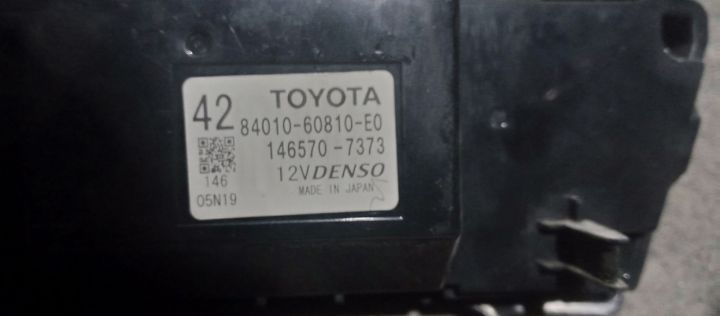 42 TOYOTA
84010-60810-E0
146570-7373
146
12V DENSO
MADE IN JAPAN
05N19